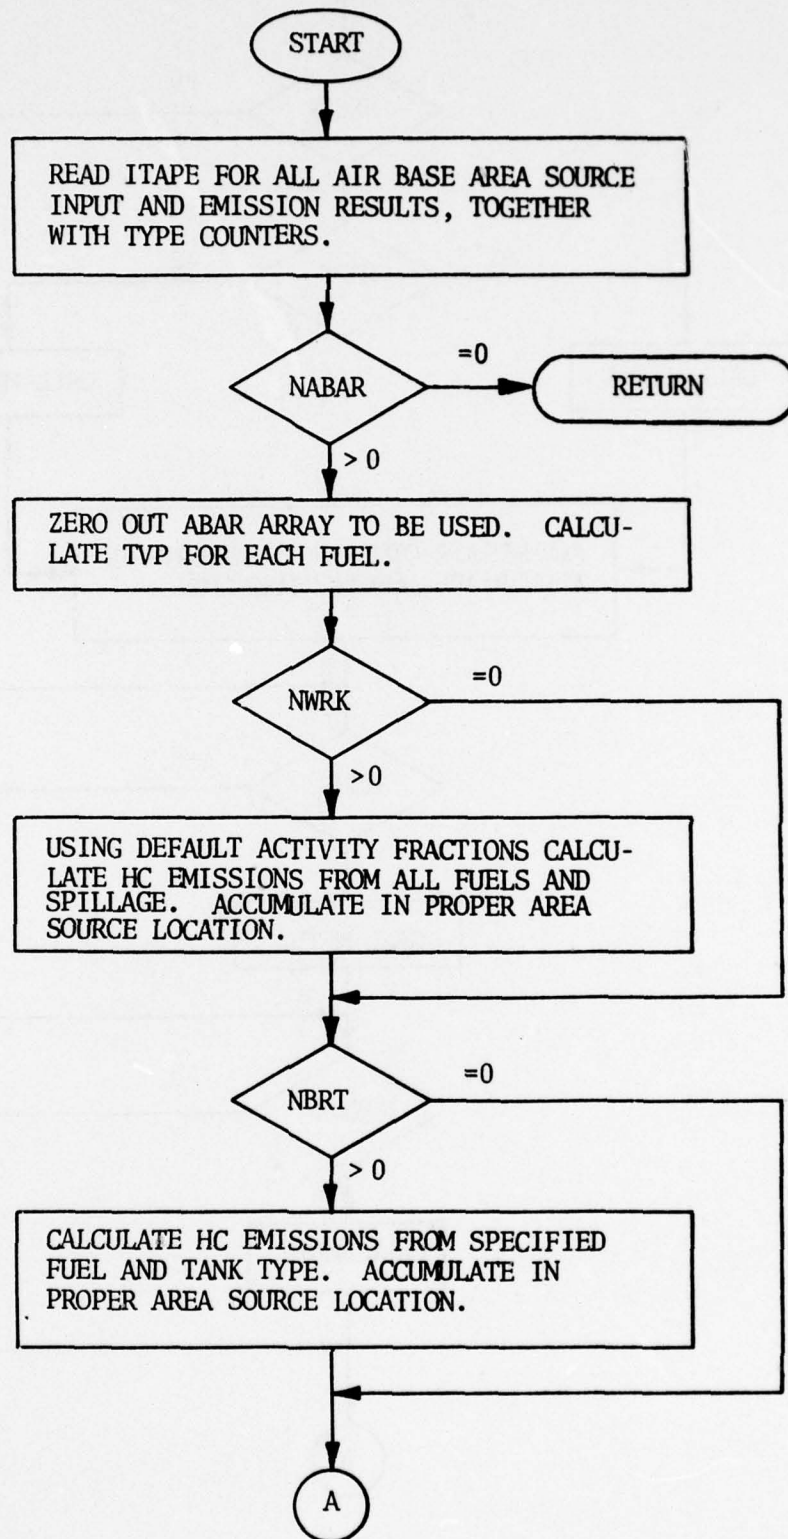 START
READ ITAPE FOR ALL AIR BASE AREA SOURCE
INPUT AND EMISSION RESULTS, TOGETHER
WITH TYPE COUNTERS.
=0
NABAR
RETURN
> 0
ZERO OUT ABAR ARRAY TO BE USED. CALCU-
LATE TVP FOR EACH FUEL.
=0
NWRK
>0
USING DEFAULT ACTIVITY FRACTIONS CALCU-
LATE HC EMISSIONS FROM ALL FUELS AND
SPILLAGE. ACCUMULATE IN PROPER AREA
SOURCE LOCATION.
=0
NBRT
> 0
CALCULATE HC EMISSIONS FROM SPECIFIED
FUEL AND TANK TYPE. ACCUMULATE IN
PROPER AREA SOURCE LOCATION.
A